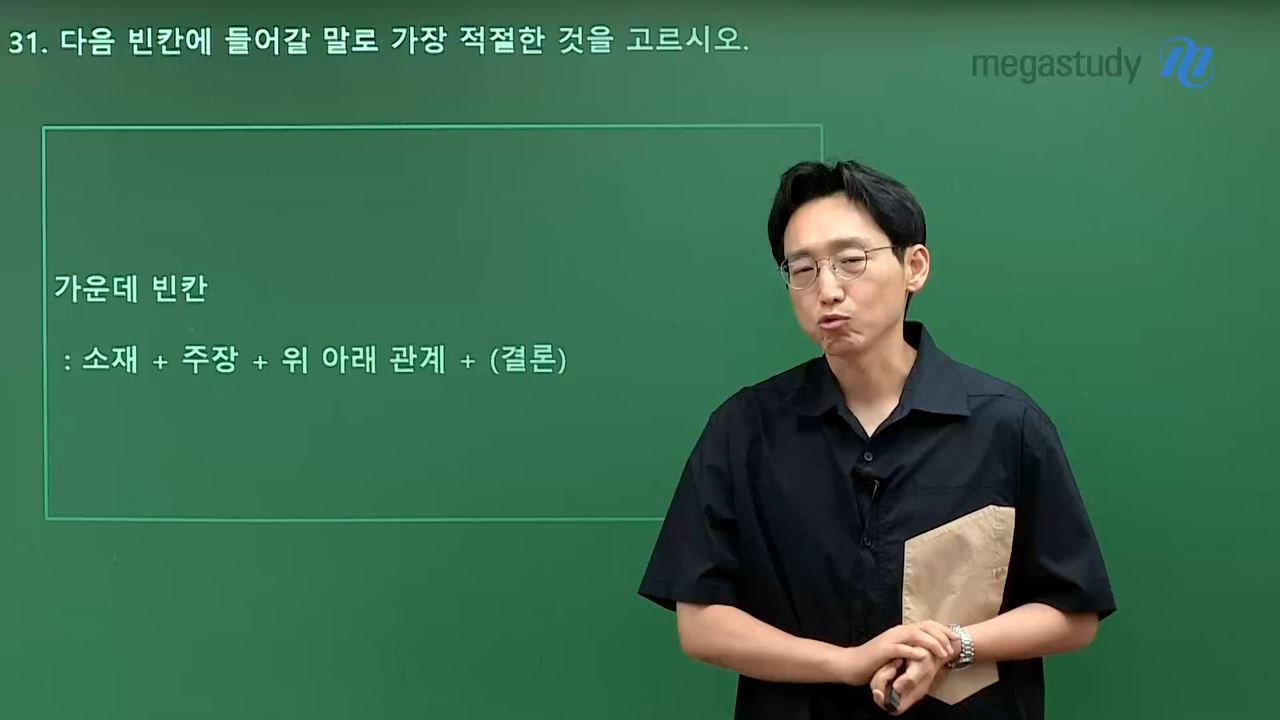 31. 다음 빈칸에 들어갈 말로 가장 적절한 것을 고르시오.
megastudy
가운데 빈칸
: 소재 + 주장 + 위 아래 관계 + (결론)